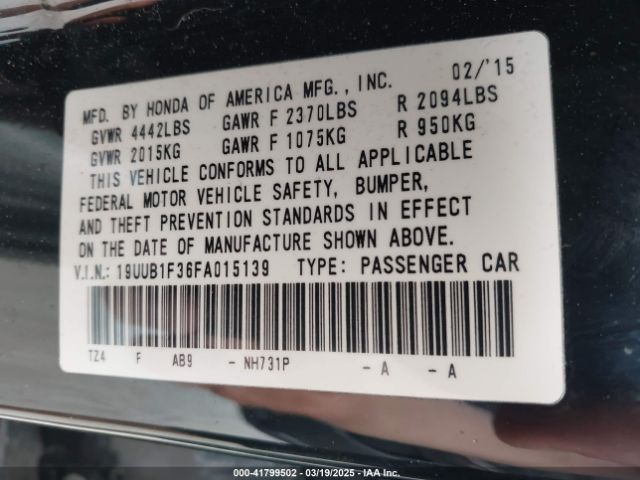 MFD. BY HONDA OF AMERICA MFG., INC. 02/'15
GVWR 4442LBS GAWR F 2370LBS R 2094LBS
GVWR 2015KG GAWR F 1075KG R 950KG
THIS VEHICLE CONFORMS TO ALL APPLICABLE
FEDERAL MOTOR VEHICLE SAFETY, BUMPER,
AND THEFT PREVENTION STANDARDS IN EFFECT
ON THE DATE OF MANUFACTURE SHOWN ABOVE.
V.I.N.: 19UUB1F36FA015139 TYPE: PASSENGER CAR
TZ4 F AB9 - NH731P - A - A
000-41799502 - 03/19/2025 - IAA Inc.